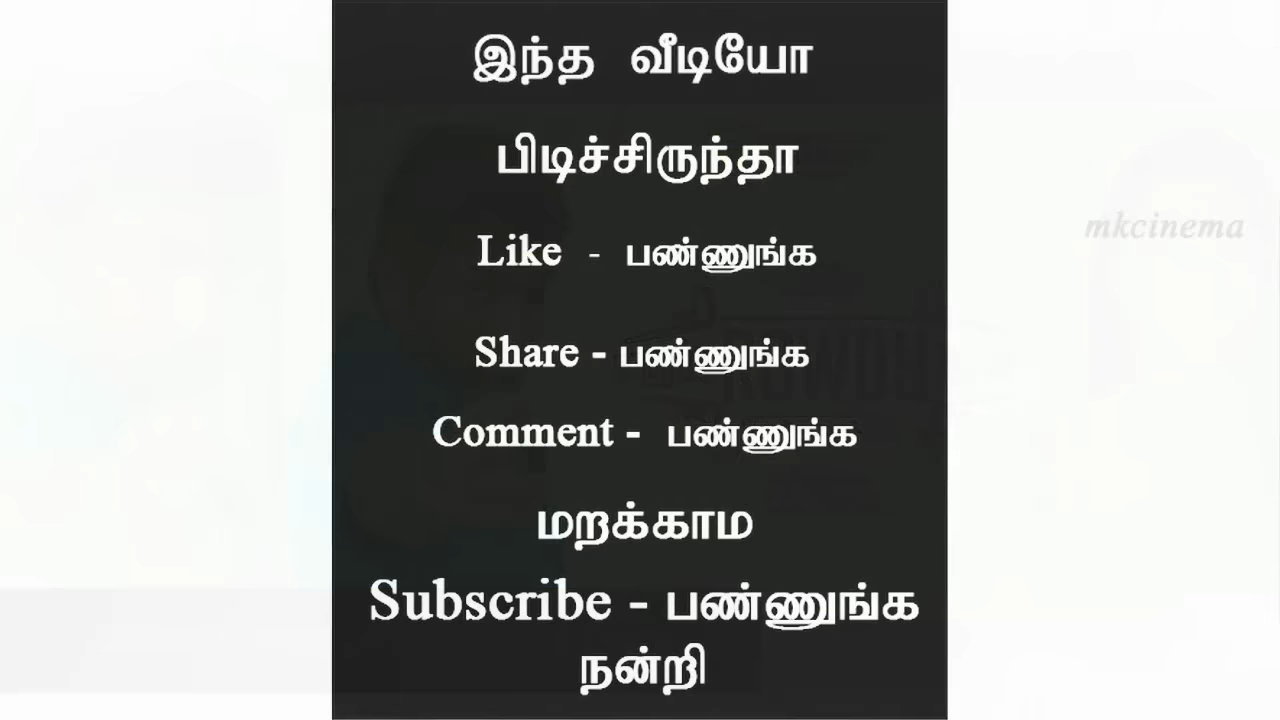 இந்த வீடியோ
பிடிச்சிருந்தா
Like - பண்ணுங்க
mkcinema
Share - பண்ணுங்க
Comment - பண்ணுங்க
மறக்காம
Subscribe - பண்ணுங்க
நன்றி